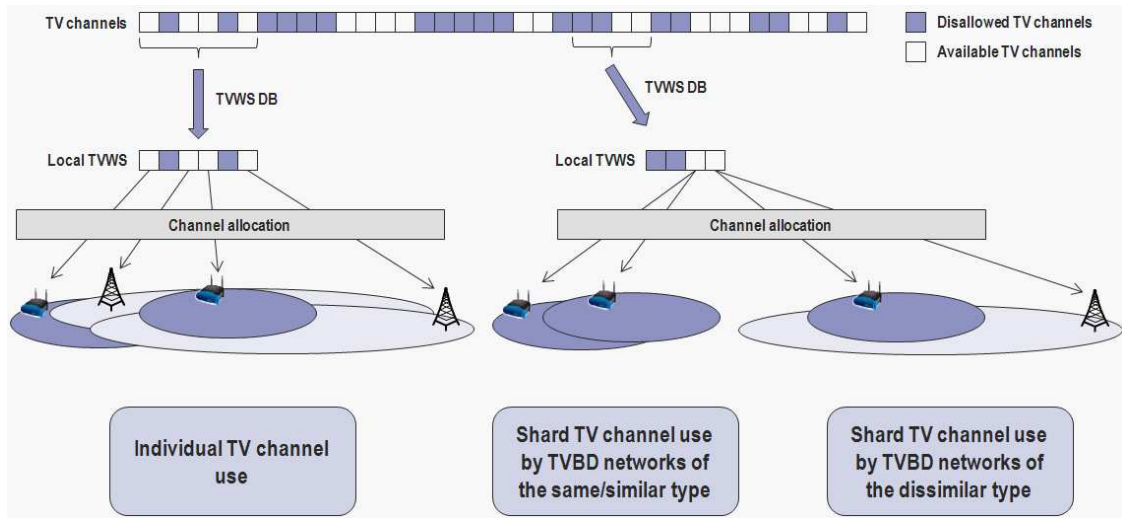 TV channels
Disallowed TV channels
Available TV channels
TVWS DB
TVWS DB
Local TVWS
Local TVWS
Channel allocation
Channel allocation
Individual TV channel
use
Shard TV channel use
by TVBD networks of
the same/similar type
Shard TV channel use
by TVBD networks of
the dissimilar type